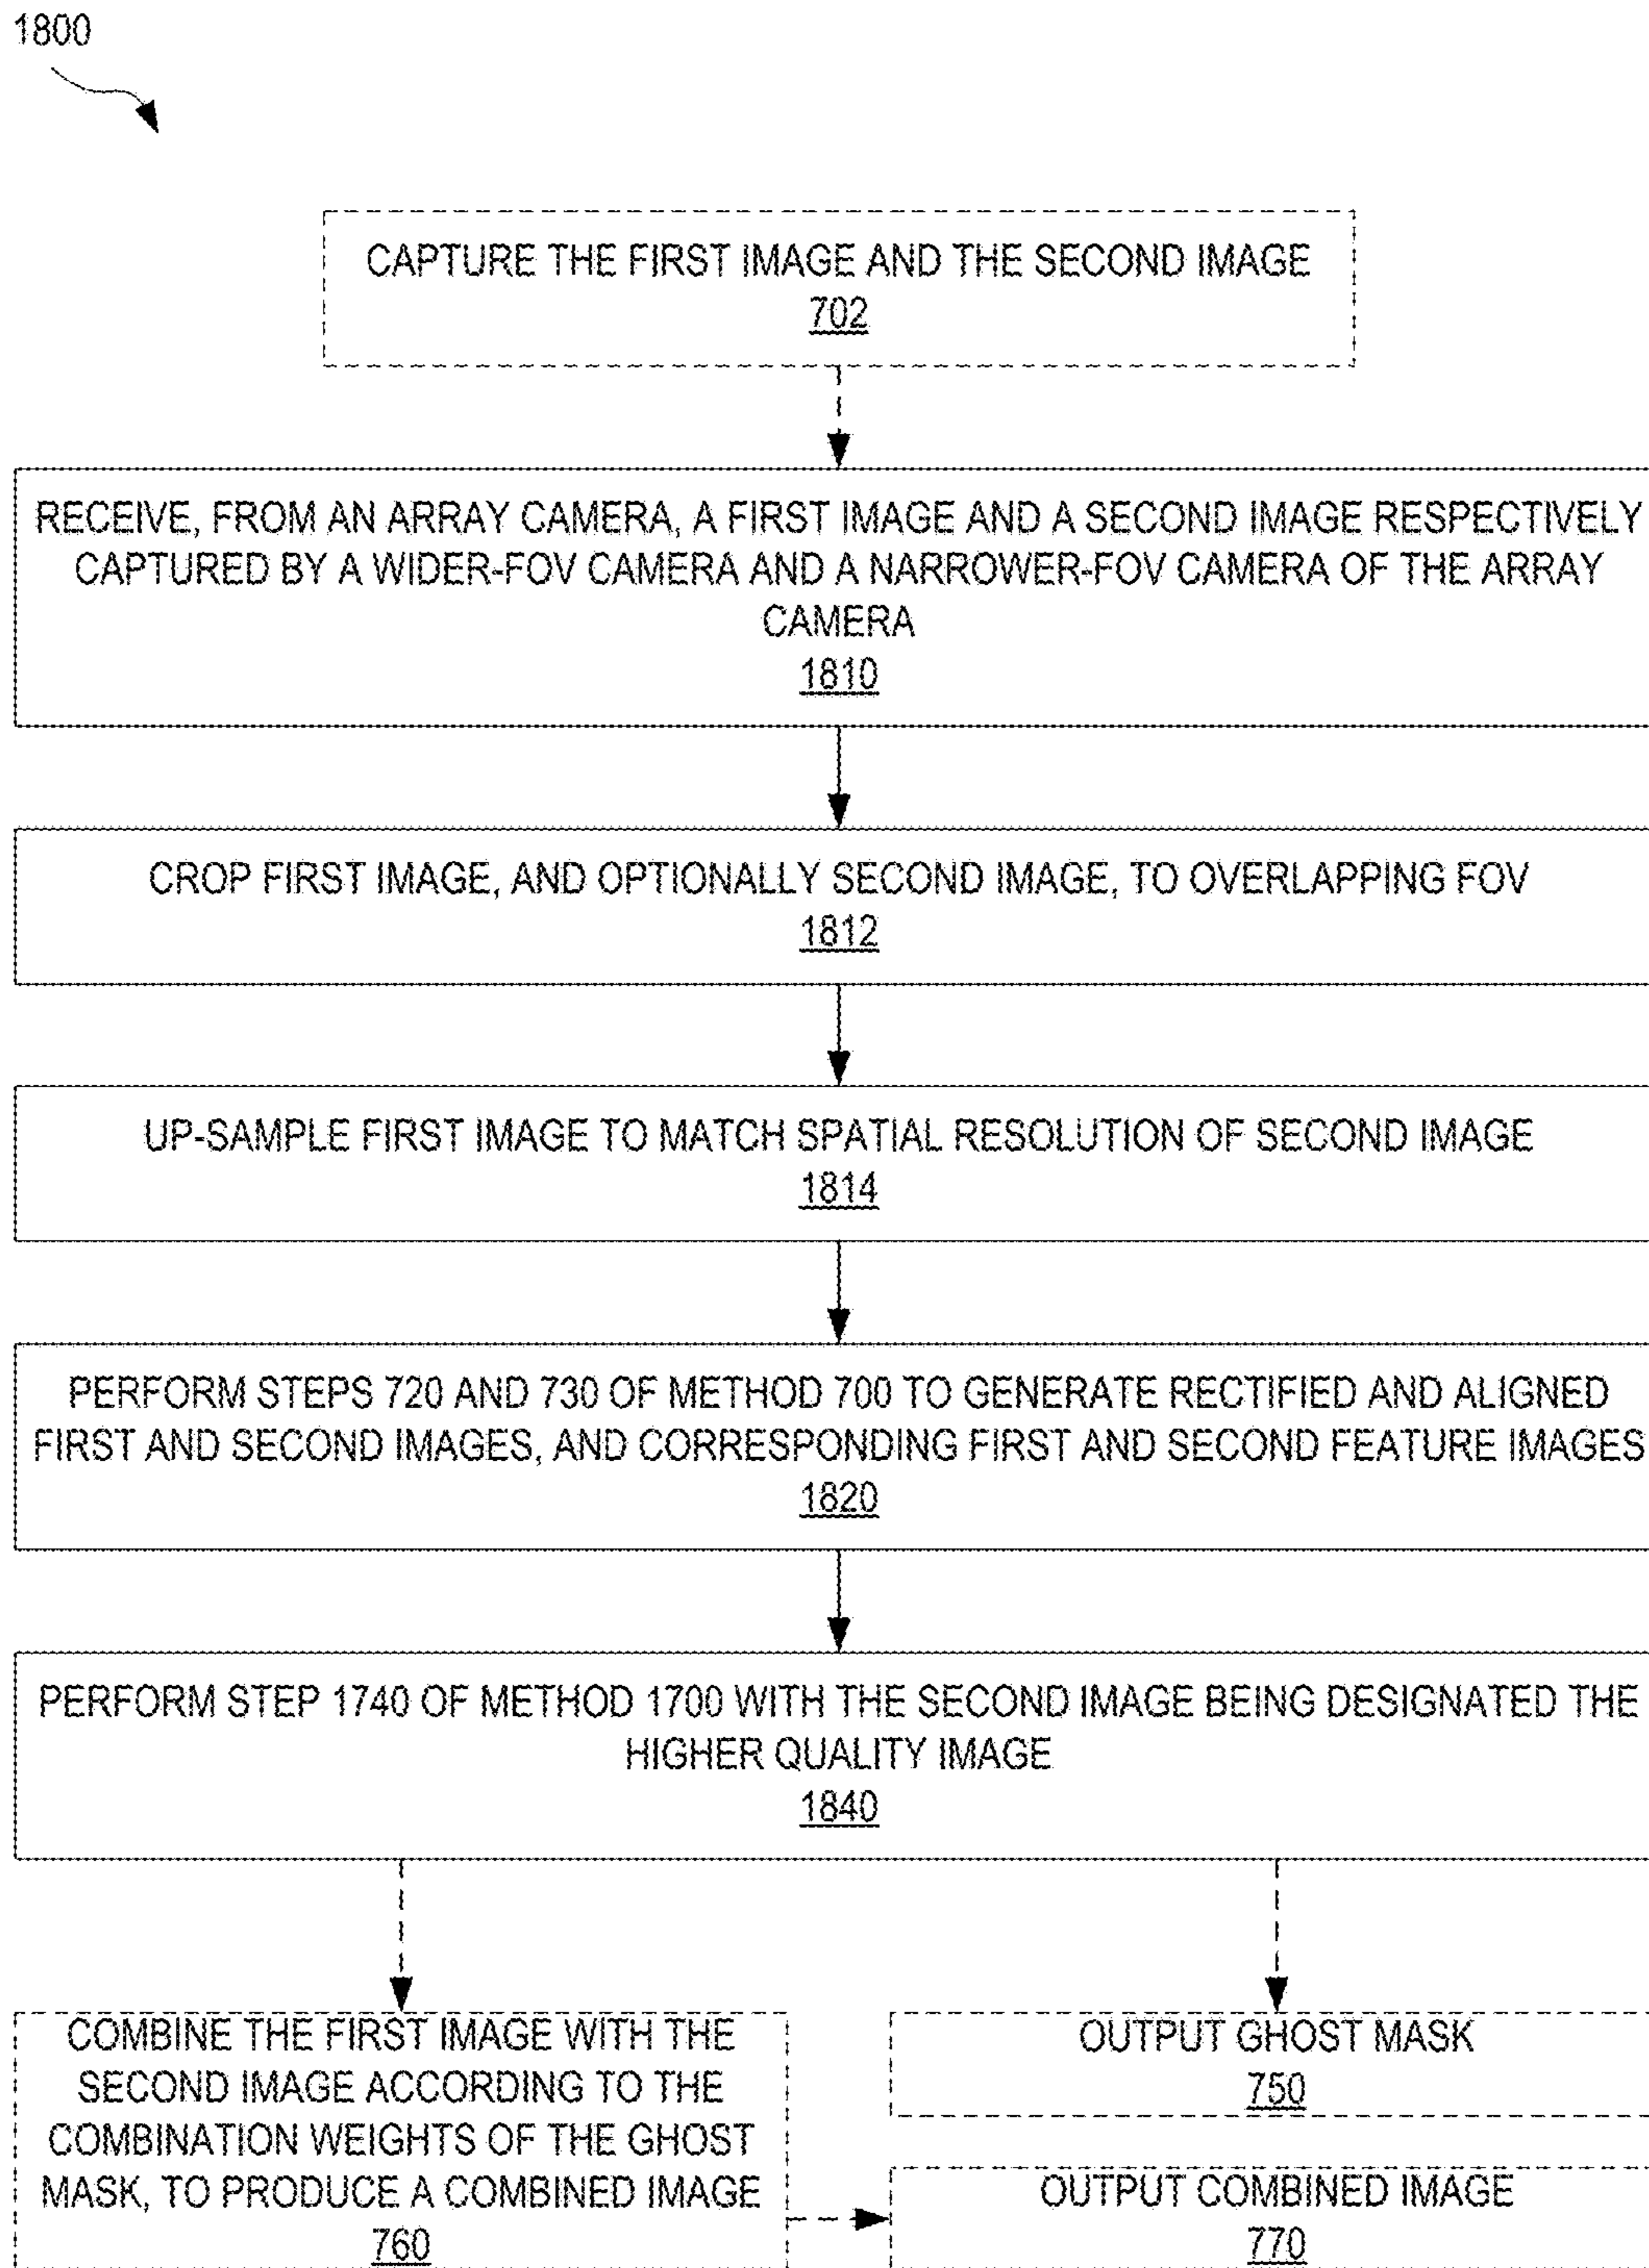 1800
CAPTURE THE FIRST IMAGE AND THE SECOND IMAGE
702
RECEIVE, FROM AN ARRAY CAMERA, A FIRST IMAGE AND A SECOND IMAGE RESPECTIVELY
CAPTURED BY A WIDER-FOV CAMERA AND A NARROWER-FOV CAMERA OF THE ARRAY
CAMERA
1810
CROP FIRST IMAGE, AND OPTIONALLY SECOND IMAGE, TO OVERLAPPING FOV
1812
UP-SAMPLE FIRST IMAGE TO MATCH SPATIAL RESOLUTION OF SECOND IMAGE
1814
PERFORM STEPS 720 AND 730 OF METHOD 700 TO GENERATE RECTIFIED AND ALIGNED
FIRST AND SECOND IMAGES, AND CORRESPONDING FIRST AND SECOND FEATURE IMAGES
1820
PERFORM STEP 1740 OF METHOD 1700 WITH THE SECOND IMAGE BEING DESIGNATED THE
HIGHER QUALITY IMAGE
1840
COMBINE THE FIRST IMAGE WITH THE
SECOND IMAGE ACCORDING TO THE
COMBINATION WEIGHTS OF THE GHOST
MASK, TO PRODUCE A COMBINED IMAGE
760
OUTPUT GHOST MASK
750
OUTPUT COMBINED IMAGE
770